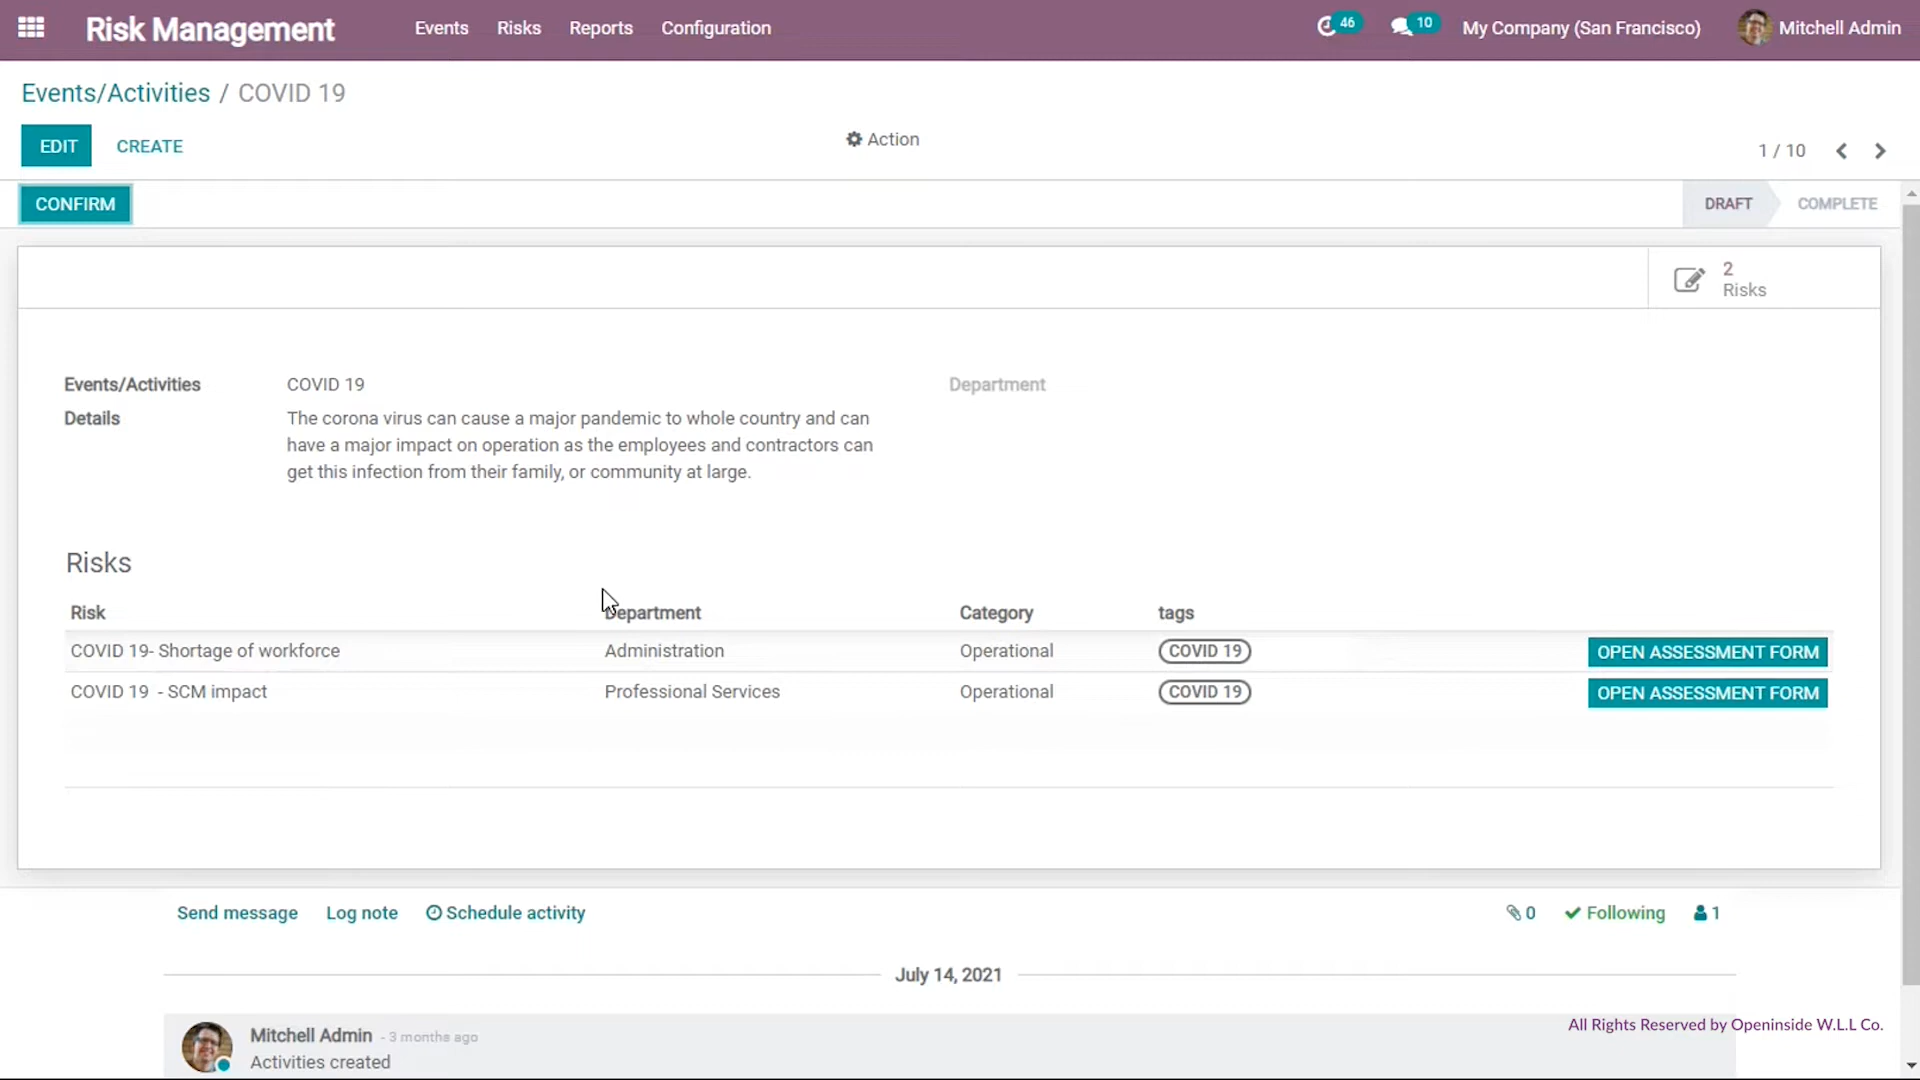 Risk Management Events Risks Reports Configuration 46 10 My Company (San Francisco) Mitchell Admin
Events/Activities / COVID 19
EDIT CREATE Action 1 / 10
CONFIRM DRAFT COMPLETE
2
Risks
Events/Activities COVID 19 Department
Details The corona virus can cause a major pandemic to whole country and can
have a major impact on operation as the employees and contractors can
get this infection from their family, or community at large.
Risks
Risk Department Category tags
COVID 19- Shortage of workforce Administration Operational COVID 19 OPEN ASSESSMENT FORM
COVID 19 - SCM impact Professional Services Operational COVID 19 OPEN ASSESSMENT FORM
Send message Log note Schedule activity 0 Following 1
July 14, 2021
Mitchell Admin - 3 months ago
Activities created
All Rights Reserved by Openinside W.L.L Co.